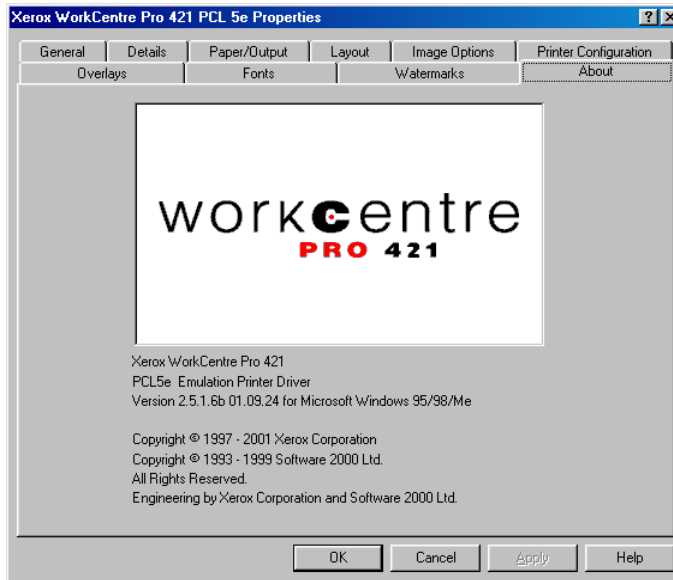 Xerox WorkCentre Pro 421 PCL 5e Properties
General Details Paper/Output Layout Image Options Printer Configuration
Overlays Fonts Watermarks About
workcentre
PRO 421
Xerox WorkCentre Pro 421
PCL5e Emulation Printer Driver
Version 2.5.1.6b 01.09.24 for Microsoft Windows 95/98/Me
Copyright © 1997 - 2001 Xerox Corporation
Copyright © 1993 - 1999 Software 2000 Ltd.
All Rights Reserved.
Engineering by Xerox Corporation and Software 2000 Ltd.
OK Cancel Apply Help